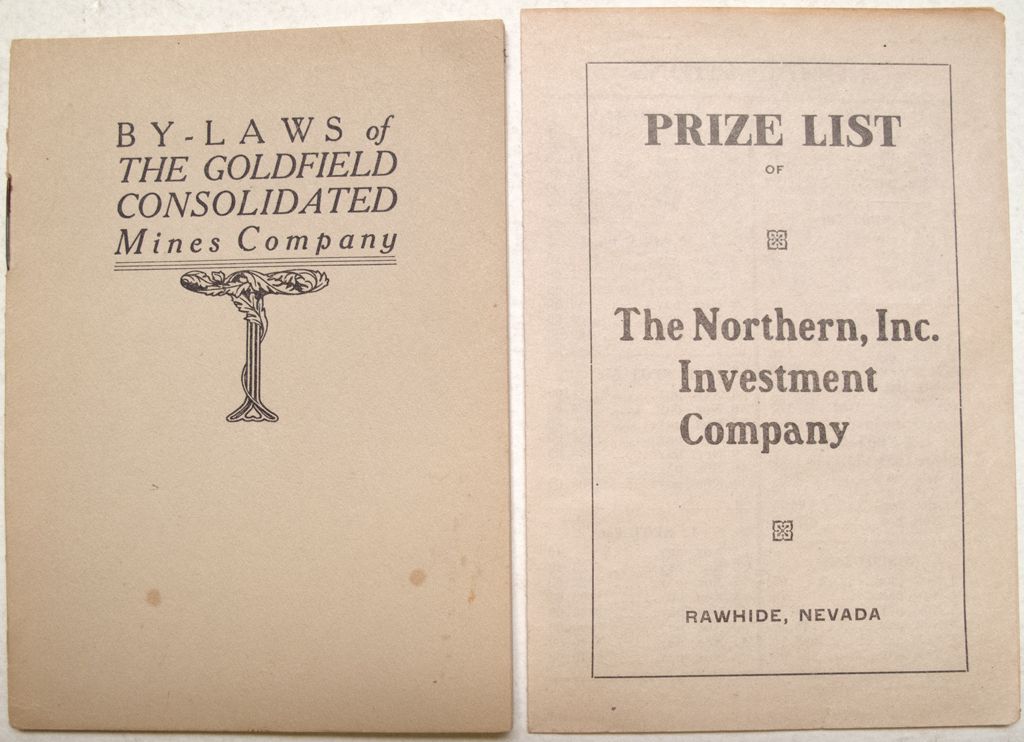 BY-LAWS of
THE GOLDFIELD
CONSOLIDATED
Mines Company
PRIZE LIST
OF
The Northern, Inc.
Investment
Company
RAWHIDE, NEVADA